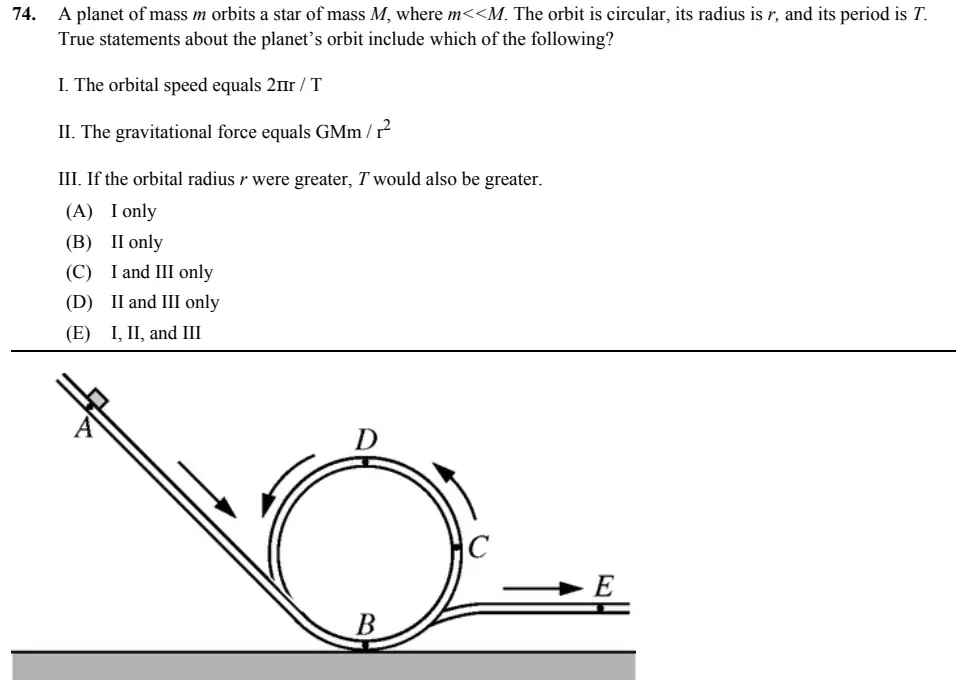 74. A planet of mass m orbits a star of mass M, where m<<M. The orbit is circular, its radius is r, and its period is T.
True statements about the planet’s orbit include which of the following?
I. The orbital speed equals 2πr / T
II. The gravitational force equals GMm / r²
III. If the orbital radius r were greater, T would also be greater.
(A) I only
(B) II only
(C) I and III only
(D) II and III only
(E) I, II, and III
A
D
C
E
B